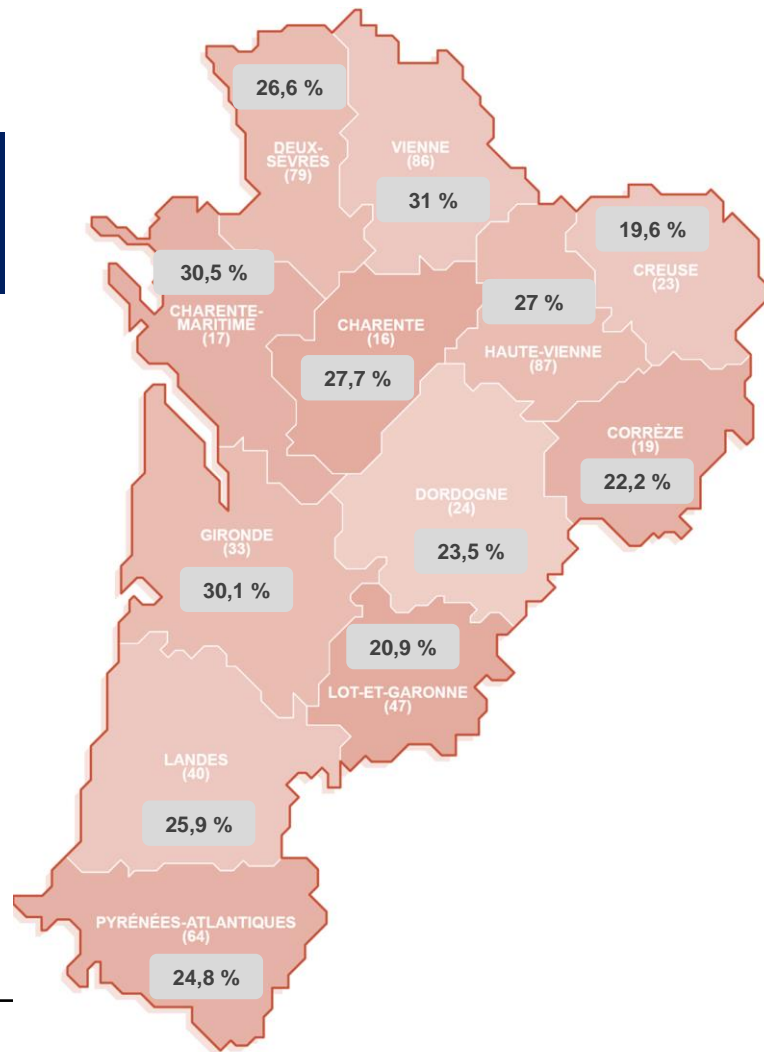 26,6 %
DEUX-
SÈVRES
(79)
VIENNE
(86)
31 %
19,6 %
CREUSE
(23)
30,5 %
CHARENTE-
MARITIME
(17)
CHARENTE
(16)
27,7 %
27 %
HAUTE-VIENNE
(87)
CORRÈZE
(19)
22,2 %
DORDOGNE
(24)
23,5 %
GIRONDE
(33)
30,1 %
20,9 %
LOT-ET-GARONNE
(47)
LANDES
(40)
25,9 %
PYRÉNÉES-ATLANTIQUES
(64)
24,8 %